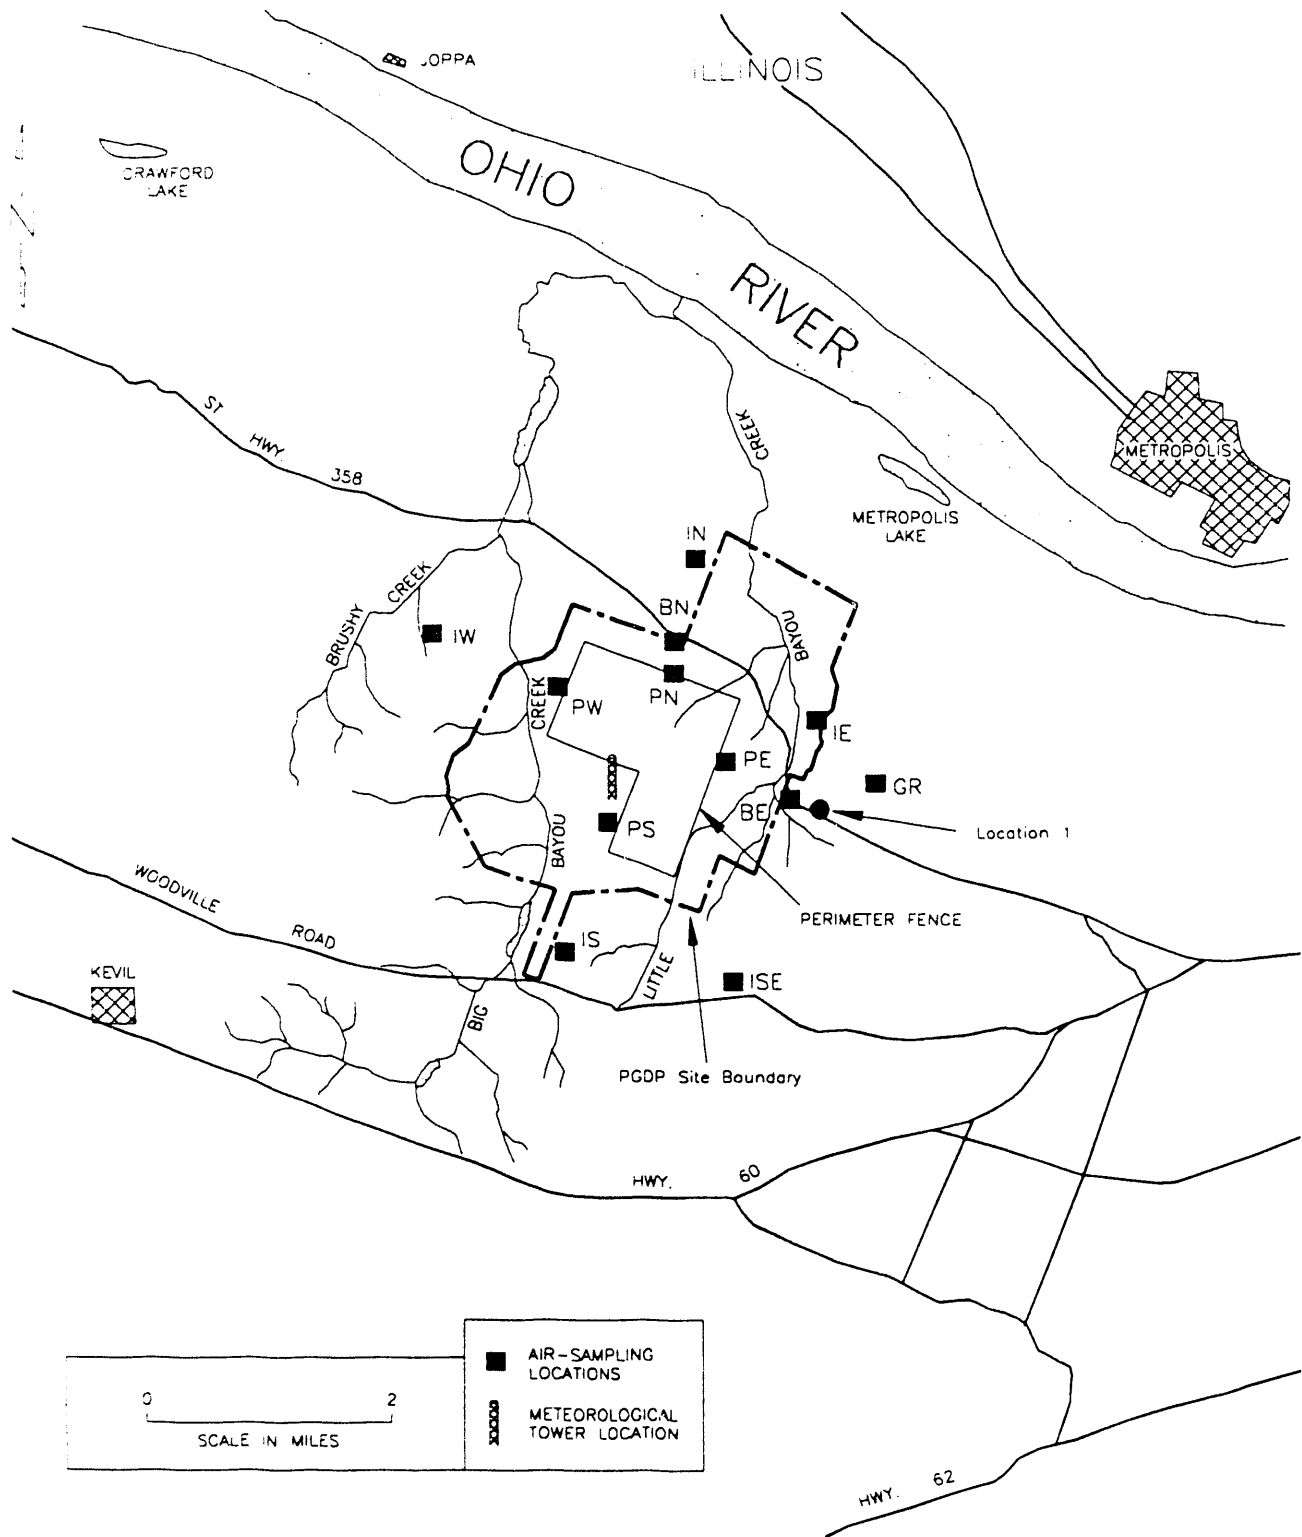 JOPPA
ILLINOIS
CRAWFORD
LAKE
OHIO
RIVER
ST
HWY.
358
CREEK
METROPOLIS
METROPOLIS
LAKE
IN
BN
BRUSHY
CREEK
IW
BAYOU
PW
PN
CREEK
IE
PE
GR
BE
PS
Location 1
BAYOU
WOODVILLE
ROAD
PERIMETER FENCE
IS
KEVIL
LITTLE
ISE
BIG
PGDP Site Boundary
HWY.
60
0
2
SCALE IN MILES
AIR-SAMPLING
LOCATIONS
METEOROLOGICAL
TOWER LOCATION
HWY.
62